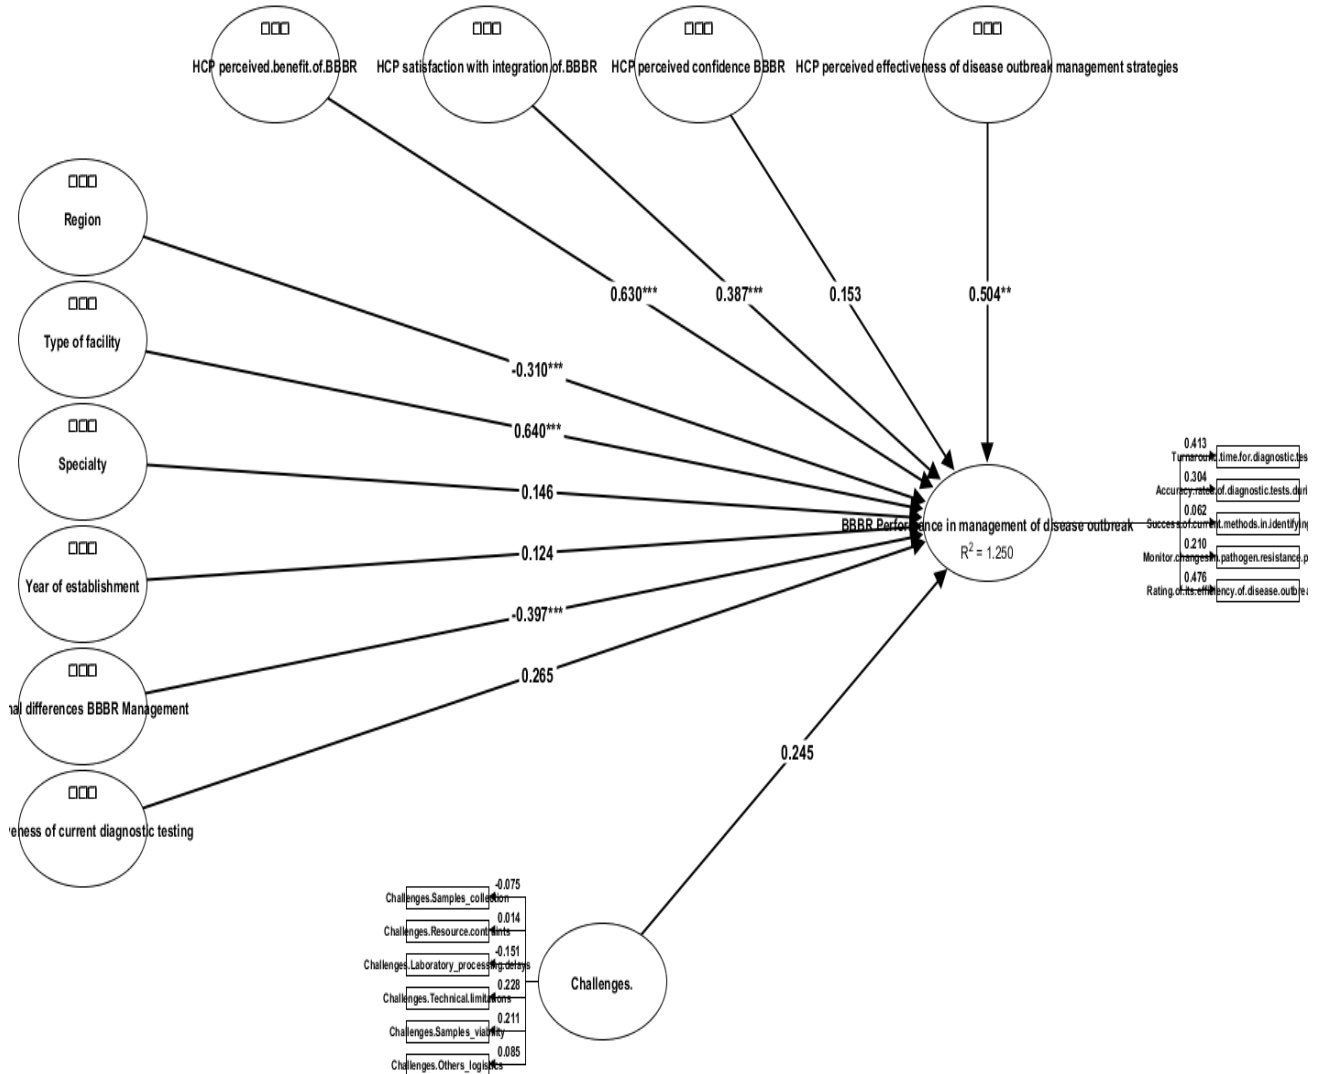 □□□
HCP perceived.benefit.of.BBBR
□□□
HCP satisfaction with integration.of.BBBR
□□□
HCP perceived confidence BBBR
□□□
HCP perceived effectiveness of disease outbreak management strategies
□□□
Region
□□□
Type of facility
□□□
Specialty
□□□
Year of establishment
□□□
nal differences BBBR Management
□□□
veness of current diagnostic testing
0.630***
0.387***
0.153
0.504**
-0.310***
0.640***
0.146
0.124
-0.397***
0.265
0.245
BBBR Performance in management of disease outbreak
R² = 1.250
0.413
Turnaround.time.for.diagnostic.tes
0.304
Accuracy.rates.of.diagnostic.tests.duri
0.062
Success.of.current.methods.in.identifying
0.210
Monitor.changes.in.pathogen.resistance.p
0.476
Rating.of.its.efficiency.of.disease.outbrea
-0.075
Challenges.Samples_collection
0.014
Challenges.Resource.contraints
-0.151
Challenges.Laboratory_processing.delays
0.228
Challenges.Technical.limitations
0.211
Challenges.Samples_viability
0.085
Challenges.Others_logistics
Challenges.